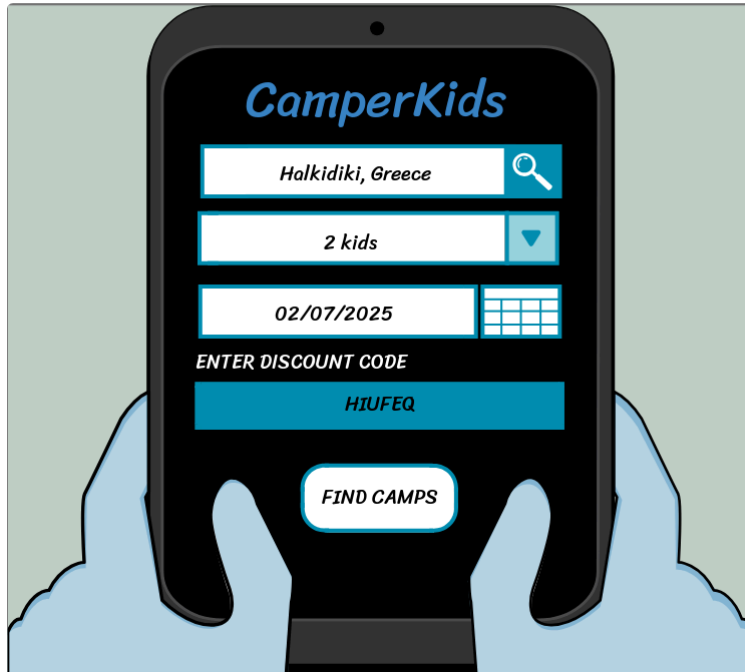 CamperKids
Halkidiki, Greece
2 kids
02/07/2025
ENTER DISCOUNT CODE
HIUFEQ
FIND CAMPS